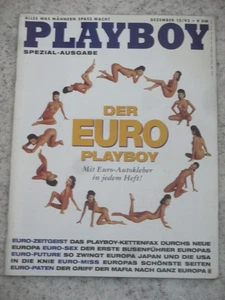 ALLES WAS MÄNNERN SPASS MACHT
DEZEMBER 12/92 – 9 DM
PLAYBOY
SPEZIAL-AUSGABE
DER
EURO
PLAYBOY
Mit Euro-Autokleber
in jedem Heft!
EURO-ZEITGEIST DAS PLAYBOY-KETTENFAX DURCHS NEUE
EUROPA EURO-SEX DER ERSTE BUSENFÜHRER EUROPAS
EURO-FUTURE SO ZWINGT EUROPA JAPAN UND DIE USA
IN DIE KNIE EURO-MISS EUROPAS SCHÖNSTE SEITEN
EURO-PATEN DER GRIFF DER MAFIA NACH GANZ EUROPA